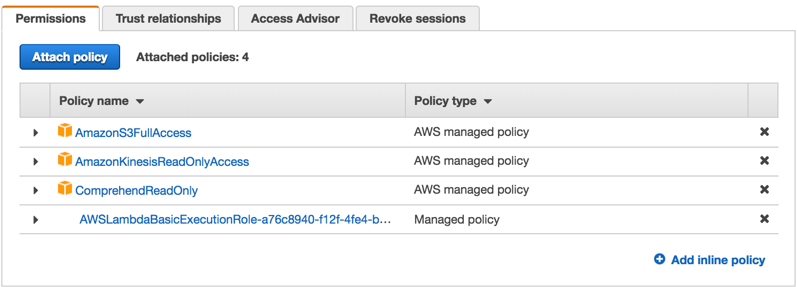 Permissions Trust relationships Access Advisor Revoke sessions
Attach policy Attached policies: 4
Policy name Policy type
AmazonS3FullAccess AWS managed policy
AmazonKinesisReadOnlyAccess AWS managed policy
ComprehendReadOnly AWS managed policy
AWSLambdaBasicExecutionRole-a76c8940-f12f-4fe4-b... Managed policy
Add inline policy